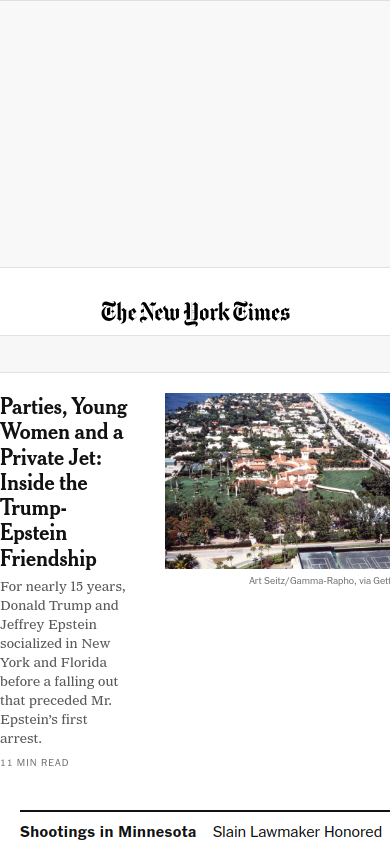 The New York Times
Parties, Young
Women and a
Private Jet:
Inside the
Trump-
Epstein
Friendship
For nearly 15 years,
Donald Trump and
Jeffrey Epstein
socialized in New
York and Florida
before a falling out
that preceded Mr.
Epstein’s first
arrest.
11 MIN READ
Art Seitz/Gamma-Rapho, via Gett
Shootings in Minnesota Slain Lawmaker Honored